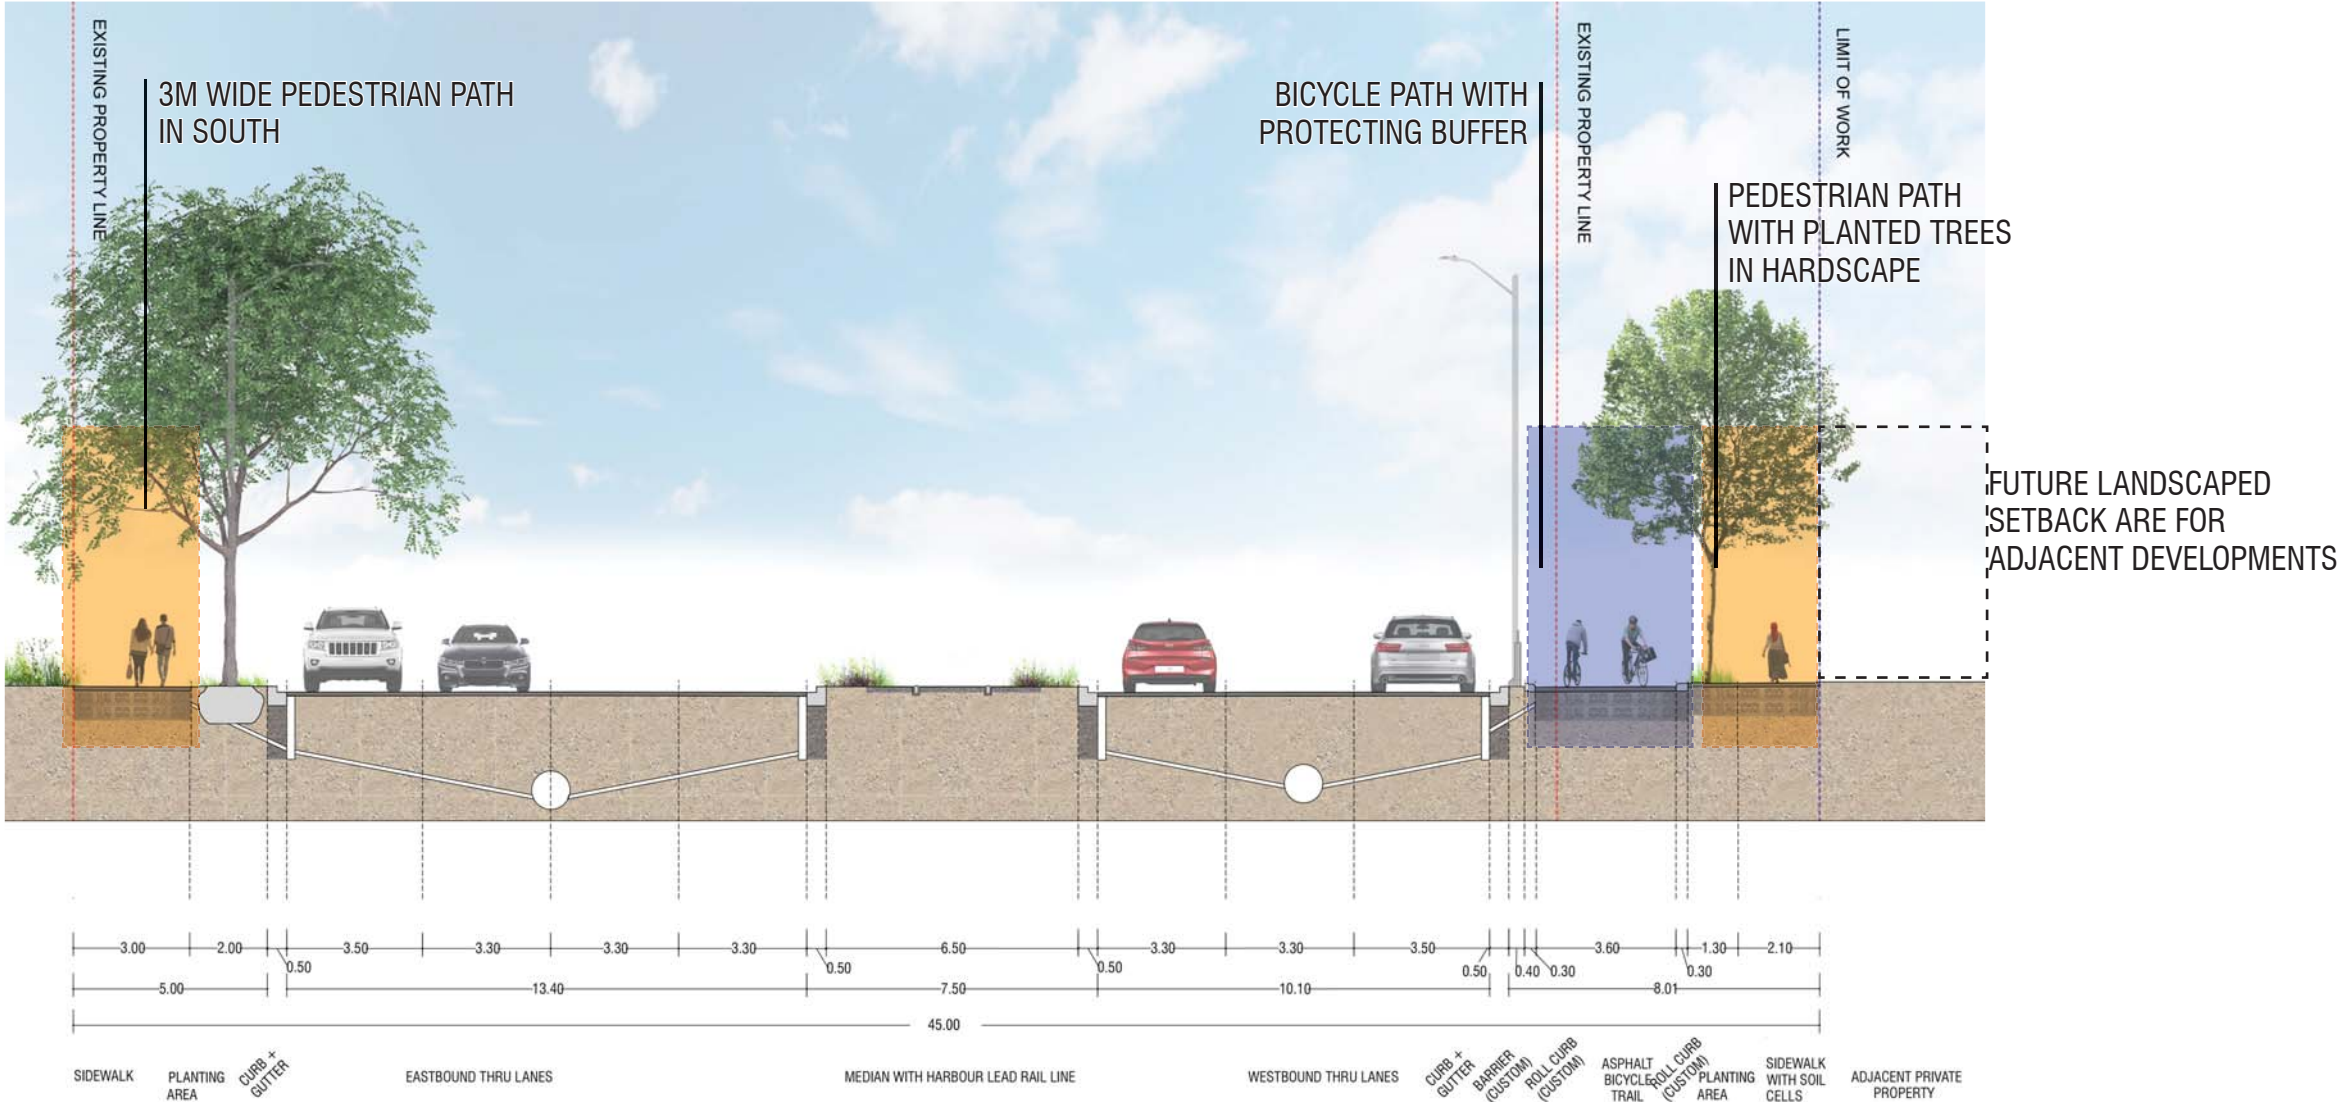 EXISTING PROPERTY LINE
3M WIDE PEDESTRIAN PATH
IN SOUTH
BICYCLE PATH WITH
PROTECTING BUFFER
EXISTING PROPERTY LINE
LIMIT OF WORK
PEDESTRIAN PATH
WITH PLANTED TREES
IN HARDSCAPE
FUTURE LANDSCAPED
SETBACK ARE FOR
ADJACENT DEVELOPMENTS
3.00 2.00 3.50 3.30 3.30 3.30 6.50 3.30 3.30 3.50 3.60 1.30 2.10
0.50 0.50 0.50 0.50 0.40 0.30 0.30
5.00 13.40 7.50 10.10 8.01
45.00
SIDEWALK
PLANTING
AREA
CURB +
GUTTER
EASTBOUND THRU LANES
MEDIAN WITH HARBOUR LEAD RAIL LINE
WESTBOUND THRU LANES
CURB +
GUTTER
BARRIER
(CUSTOM)
ROLL CURB
(CUSTOM)
ASPHALT
BICYCLE
TRAIL
ROLL CURB
(CUSTOM)
PLANTING
AREA
SIDEWALK
WITH SOIL
CELLS
ADJACENT PRIVATE
PROPERTY